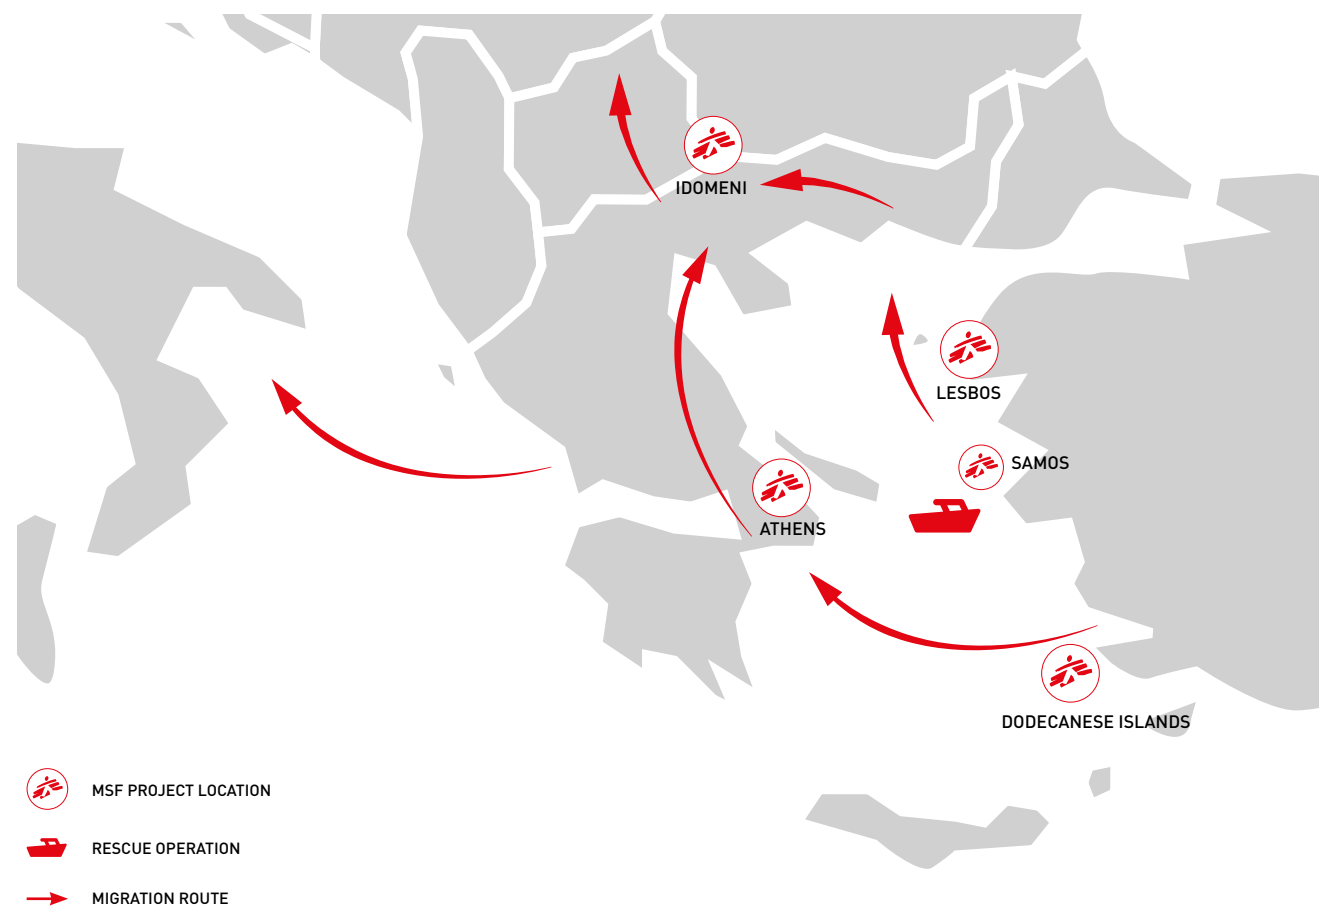 IDOMENI
LESBOS
SAMOS
ATHENS
DODECANESE ISLANDS
MSF PROJECT LOCATION
RESCUE OPERATION
MIGRATION ROUTE